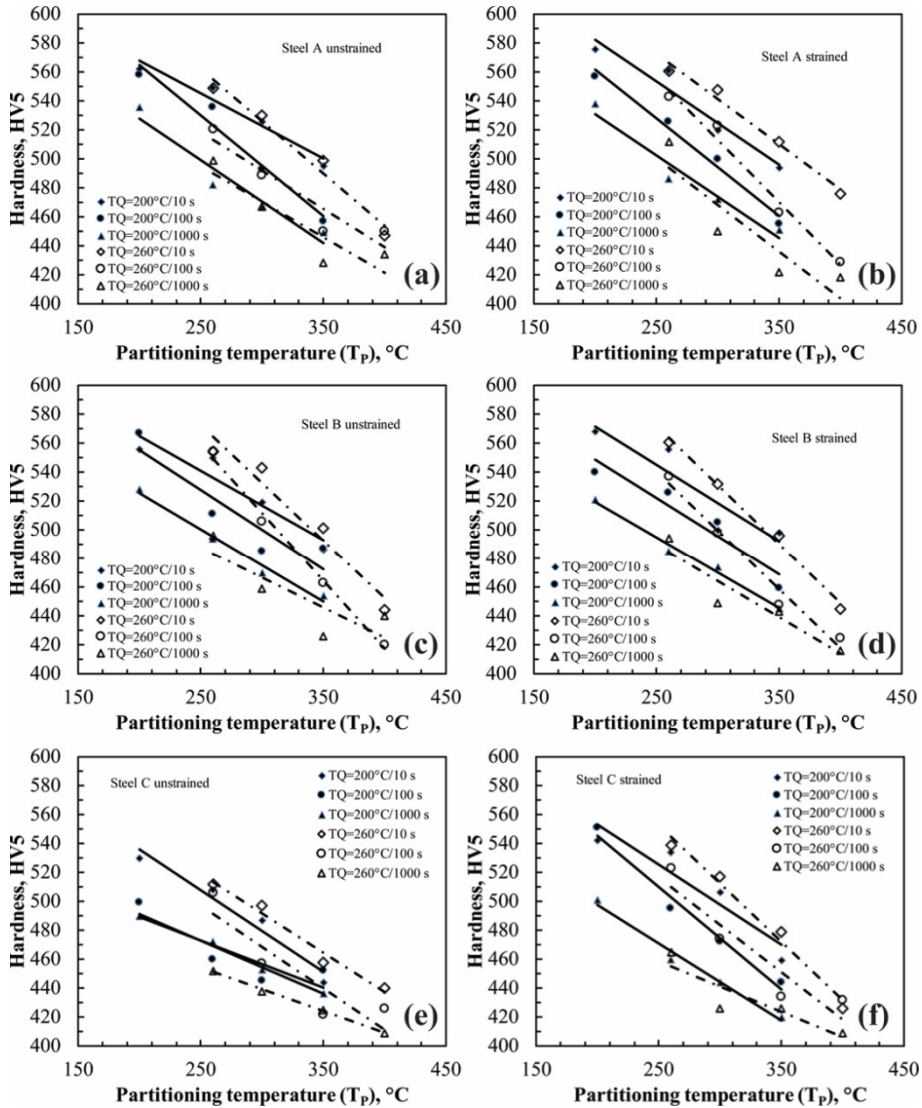 600
580
560
540
520
500
480
460
440
420
400
Hardness, HV5
Steel A unstrained
TQ=200°C/10 s
TQ=200°C/100 s
TQ=200°C/1000 s
TQ=260°C/10 s
TQ=260°C/100 s
TQ=260°C/1000 s
(a)
150 250 350 450
Partitioning temperature (TP), °C
600
580
560
540
520
500
480
460
440
420
400
Hardness, HV5
Steel A strained
TQ=200°C/10 s
TQ=200°C/100 s
TQ=200°C/1000 s
TQ=260°C/10 s
TQ=260°C/100 s
TQ=260°C/1000 s
(b)
150 250 350 450
Partitioning temperature (TP), °C
600
580
560
540
520
500
480
460
440
420
400
Hardness, HV5
Steel B unstrained
TQ=200°C/10 s
TQ=200°C/100 s
TQ=200°C/1000 s
TQ=260°C/10 s
TQ=260°C/100 s
TQ=260°C/1000 s
(c)
150 250 350 450
Partitioning temperature (TP), °C
600
580
560
540
520
500
480
460
440
420
400
Hardness, HV5
Steel B strained
TQ=200°C/10 s
TQ=200°C/100 s
TQ=200°C/1000 s
TQ=260°C/10 s
TQ=260°C/100 s
TQ=260°C/1000 s
(d)
150 250 350 450
Partitioning temperature (TP), °C
600
580
560
540
520
500
480
460
440
420
400
Hardness, HV5
Steel C unstrained
TQ=200°C/10 s
TQ=200°C/100 s
TQ=200°C/1000 s
TQ=260°C/10 s
TQ=260°C/100 s
TQ=260°C/1000 s
(e)
150 250 350 450
Partitioning temperature (TP), °C
600
580
560
540
520
500
480
460
440
420
400
Hardness, HV5
Steel C strained
TQ=200°C/10 s
TQ=200°C/100 s
TQ=200°C/1000 s
TQ=260°C/10 s
TQ=260°C/100 s
TQ=260°C/1000 s
(f)
150 250 350 450
Partitioning temperature (TP), °C